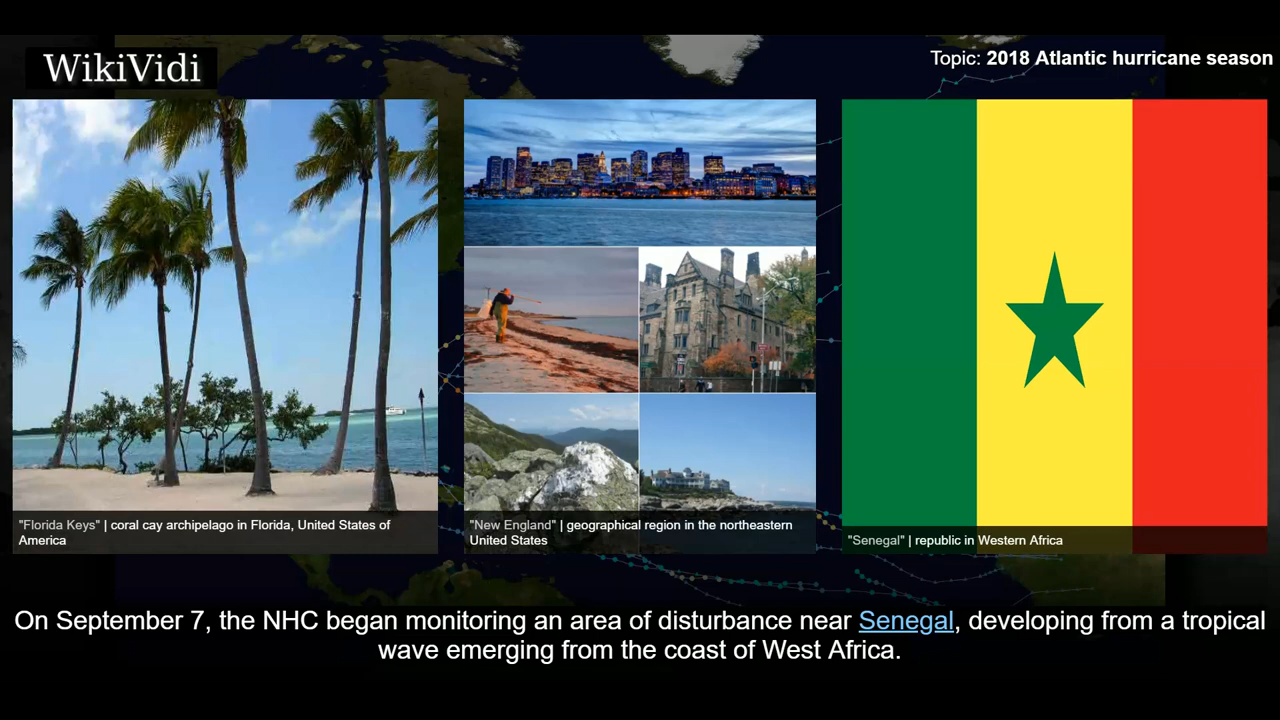 WikiVidi
Topic: 2018 Atlantic hurricane season
"Florida Keys" | coral cay archipelago in Florida, United States of
America
"New England" | geographical region in the northeastern
United States
"Senegal" | republic in Western Africa
On September 7, the NHC began monitoring an area of disturbance near Senegal, developing from a tropical
wave emerging from the coast of West Africa.